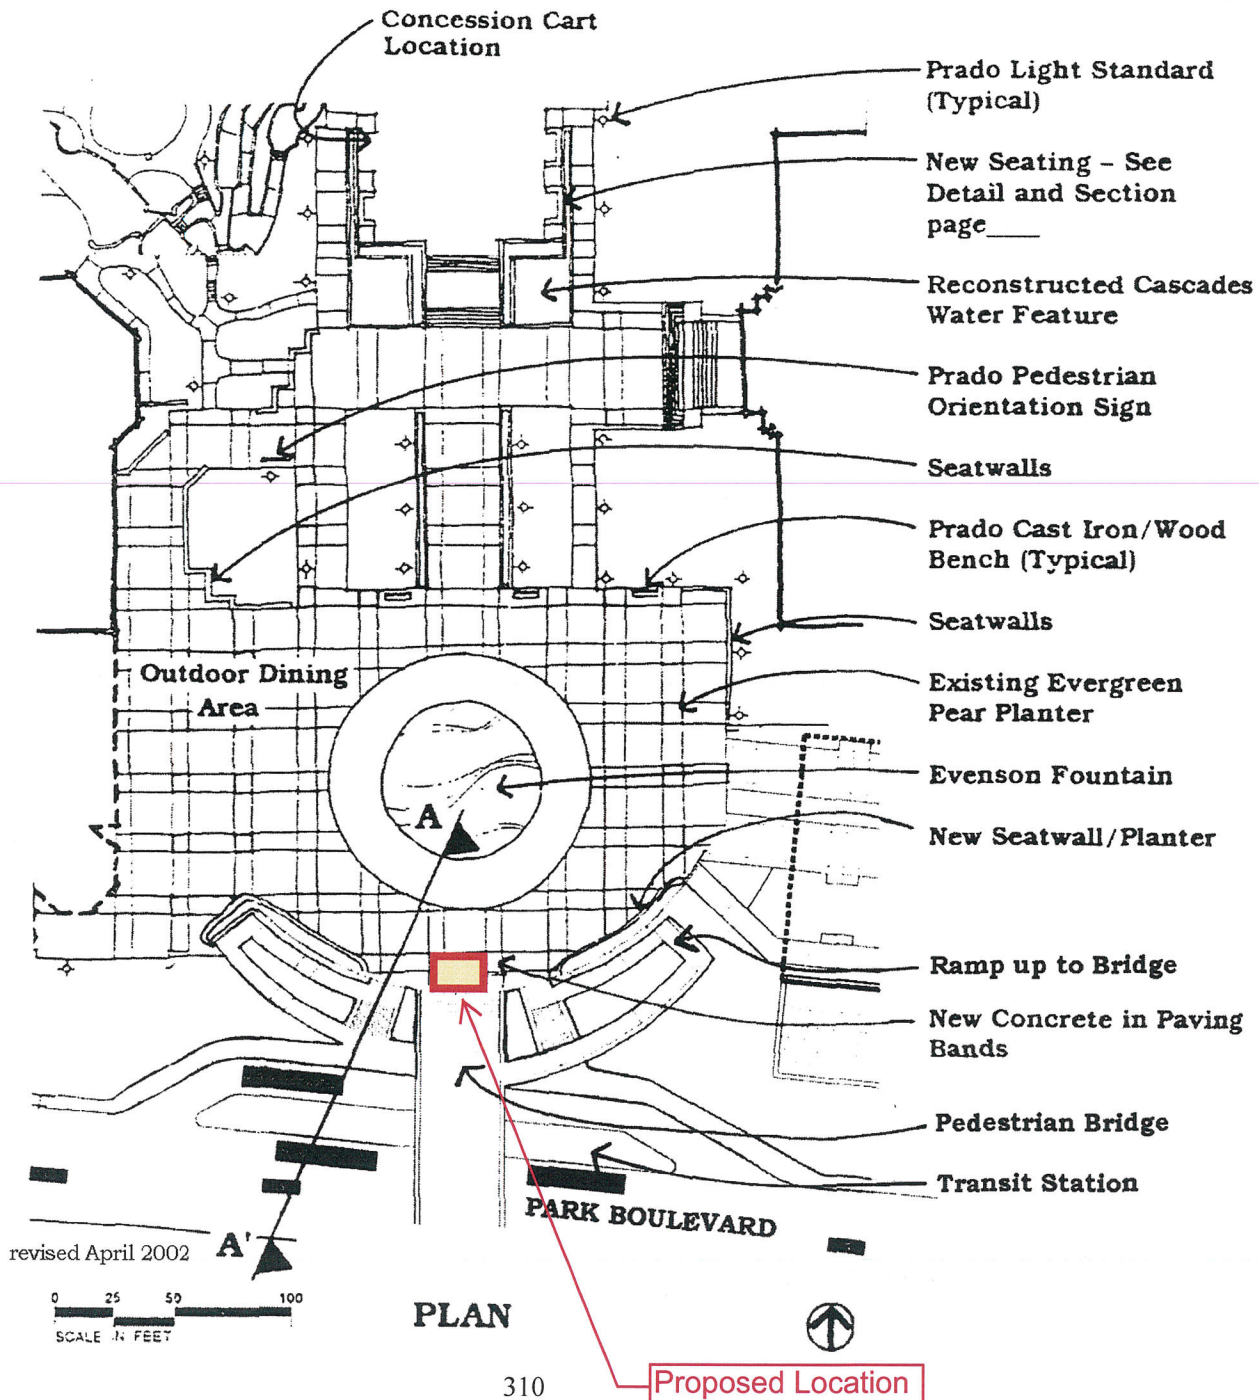 Concession Cart
Location
Prado Light Standard
(Typical)
New Seating – See
Detail and Section
page____
Reconstructed Cascades
Water Feature
Prado Pedestrian
Orientation Sign
Seatwalls
Prado Cast Iron/Wood
Bench (Typical)
Seatwalls
Outdoor Dining
Area
Existing Evergreen
Pear Planter
Evenson Fountain
A
New Seatwall/Planter
Ramp up to Bridge
New Concrete in Paving
Bands
Pedestrian Bridge
Transit Station
PARK BOULEVARD
revised April 2002
A'
0 25 50 100
SCALE IN FEET
PLAN
310
Proposed Location